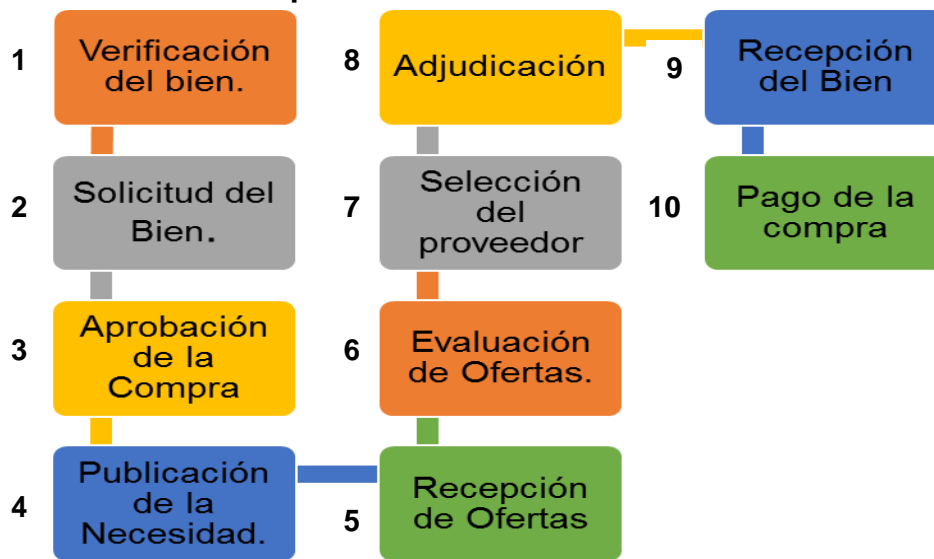 1
Verificación
del bien.
2
Solicitud del
Bien.
3
Aprobación
de la
Compra
4
Publicación
de la
Necesidad.
5
Recepción
de Ofertas
6
Evaluación
de Ofertas.
7
Selección
del
proveedor
8
Adjudicación
9
Recepción
del Bien
10
Pago de la
compra